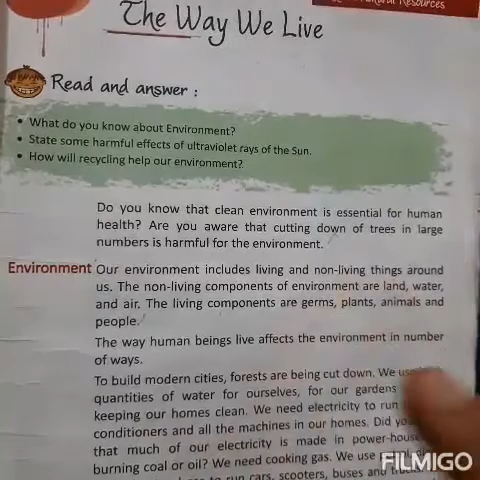 Resources
The Way We Live
Read and answer :
• What do you know about Environment?
• State some harmful effects of ultraviolet rays of the Sun.
• How will recycling help our environment?
Do you know that clean environment is essential for human
health? Are you aware that cutting down of trees in large
numbers is harmful for the environment.
Environment Our environment includes living and non-living things around
us. The non-living components of environment are land, water,
and air. The living components are germs, plants, animals and
people.
The way human beings live affects the environment in number
of ways.
To build modern cities, forests are being cut down. We
quantities of water for ourselves, for our gardens
keeping our homes clean. We need electricity to run
conditioners and all the machines in our homes. Did
that much of our electricity is made in
burning coal or oil? We need cooking gas. We use
to run cars, scooters, buses and
FILMIGO